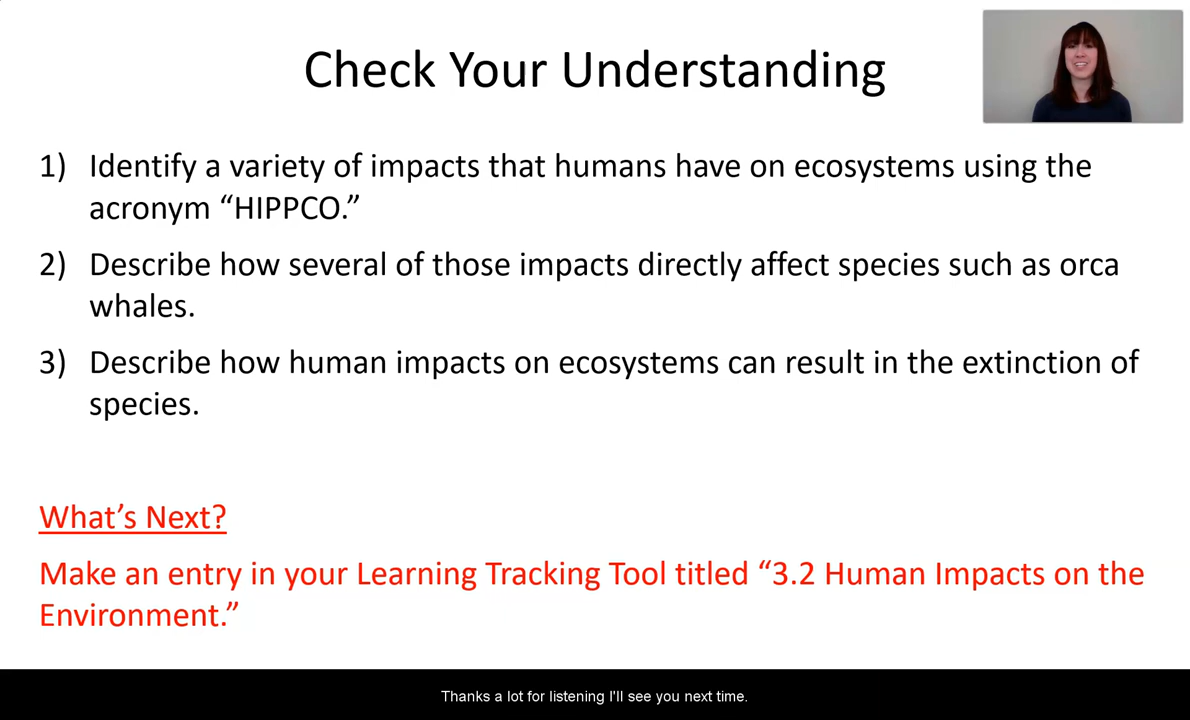 Check Your Understanding
1) Identify a variety of impacts that humans have on ecosystems using the
acronym “HIPPCO.”
2) Describe how several of those impacts directly affect species such as orca
whales.
3) Describe how human impacts on ecosystems can result in the extinction of
species.
What’s Next?
Make an entry in your Learning Tracking Tool titled “3.2 Human Impacts on the
Environment.”
Thanks a lot for listening I'll see you next time.